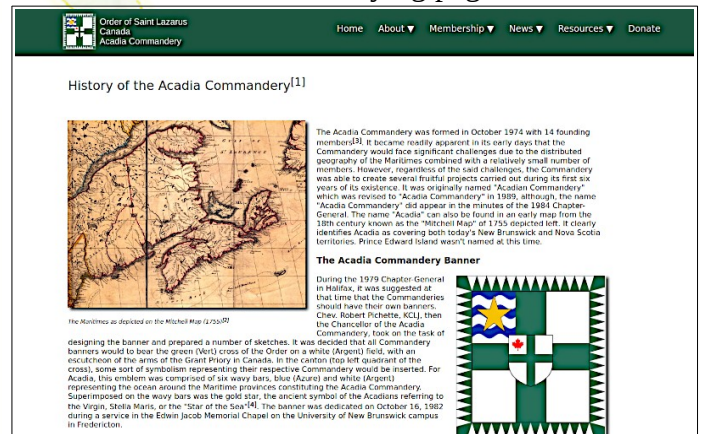 Order of Saint Lazarus
Canada
Acadia Commandery
Home About▼ Membership▼ News▼ Resources▼ Donate
History of the Acadia Commandery[1]
The Acadia Commandery was formed in October 1974 with 14 founding
members[3]. It became readily apparent in its early days that the
Commandery would face significant challenges due to the distributed
geography of the Maritimes combined with a relatively small number of
members. However, regardless of the said challenges, the Commandery
was able to create several fruitful projects carried out during its first six
years of its existence. It was originally named "Acadian Commandery"
which was revised to "Acadia Commandery" in 1989, although, the name
"Acadia Commandery" did appear in the minutes of the 1984 Chapter-
General. The name "Acadia" can also be found in an early map from the
18th century known as the "Mitchell Map" of 1755 depicted left. It clearly
identifies Acadia as covering both today's New Brunswick and Nova Scotia
territories. Prince Edward Island wasn't named at this time.
The Maritimes as depicted on the Mitchell Map (1755)[2]
The Acadia Commandery Banner
During the 1979 Chapter-General
in Halifax, it was suggested at
that time that the Commanderies
should have their own banners.
Chev. Robert Pichette, KCLJ, then
the Chancellor of the Acadia
Commandery, took on the task of
designing the banner and prepared a number of sketches. It was decided that all Commandery
banners would to bear the green (Vert) cross of the Order on a white (Argent) field, with an
escutcheon of the arms of the Grant Priory in Canada. In the canton (top left quadrant of the
cross), some sort of symbolism representing their respective Commandery would be inserted. For
Acadia, this emblem was comprised of six wavy bars, blue (Azure) and white (Argent)
representing the ocean around the Maritime provinces constituting the Acadia Commandery.
Superimposed on the wavy bars was the gold star, the ancient symbol of the Acadians referring to
the Virgin, Stella Maris, or the "Star of the Sea"[4]. The banner was dedicated on October 16, 1982
during a service in the Edwin Jacob Memorial Chapel on the University of New Brunswick campus
in Fredericton.